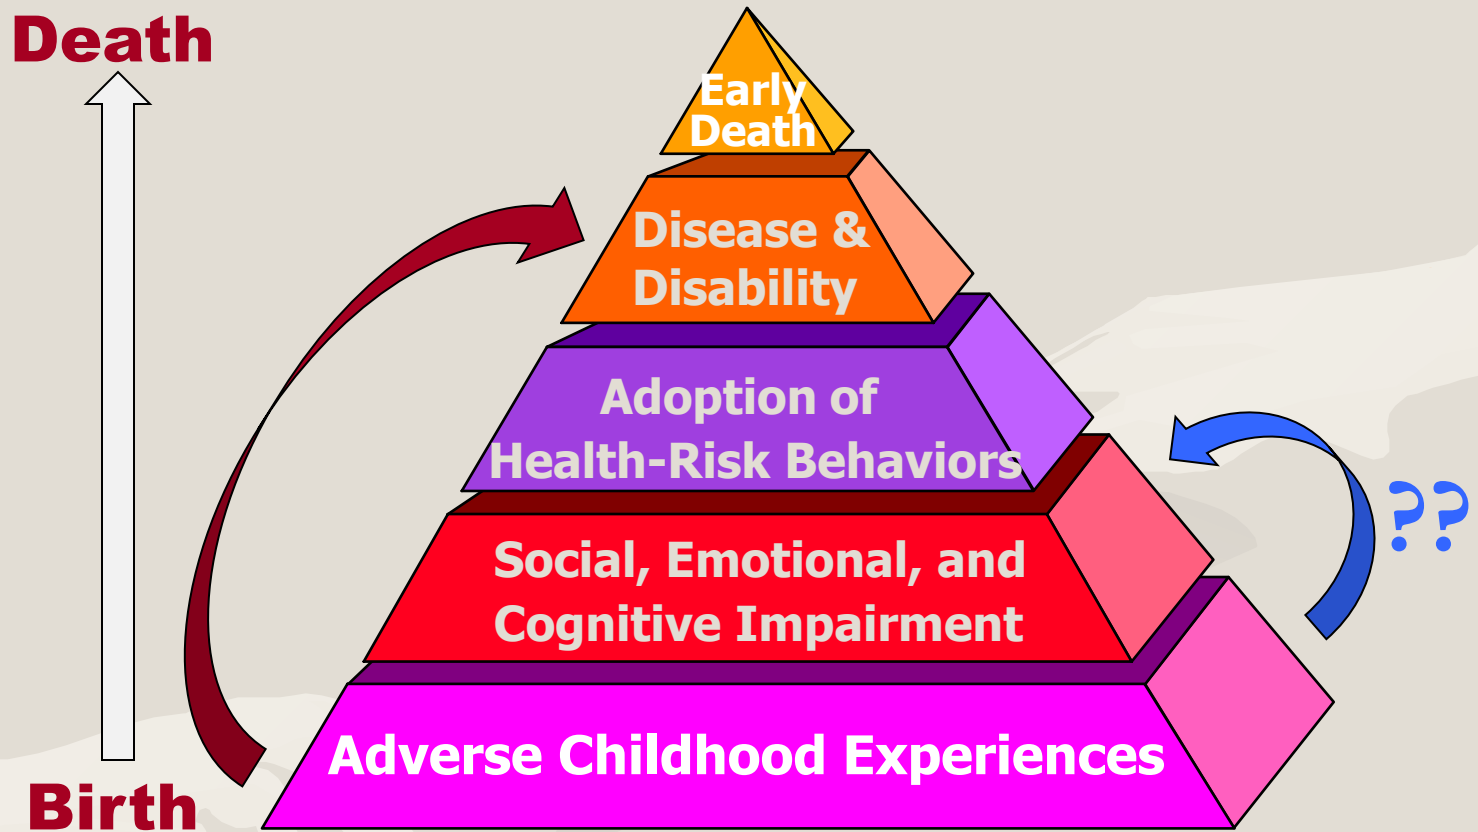 Death
Early
Death
Disease &
Disability
Adoption of
Health-Risk Behaviors
??
Social, Emotional, and
Cognitive Impairment
Adverse Childhood Experiences
Birth